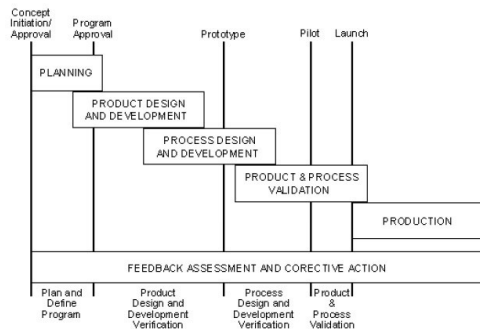 Concept
Initiation/
Approval
Program
Approval
Prototype
Pilot
Launch
PLANNING
PRODUCT DESIGN
AND DEVELOPMENT
PROCESS DESIGN
AND DEVELOPMENT
PRODUCT & PROCESS
VALIDATION
PRODUCTION
FEEDBACK ASSESSMENT AND CORECTIVE ACTION
Plan and
Define
Program
Product
Design and
Development
Verification
Process
Design and
Development
Verification
Product
&
Process
Validation